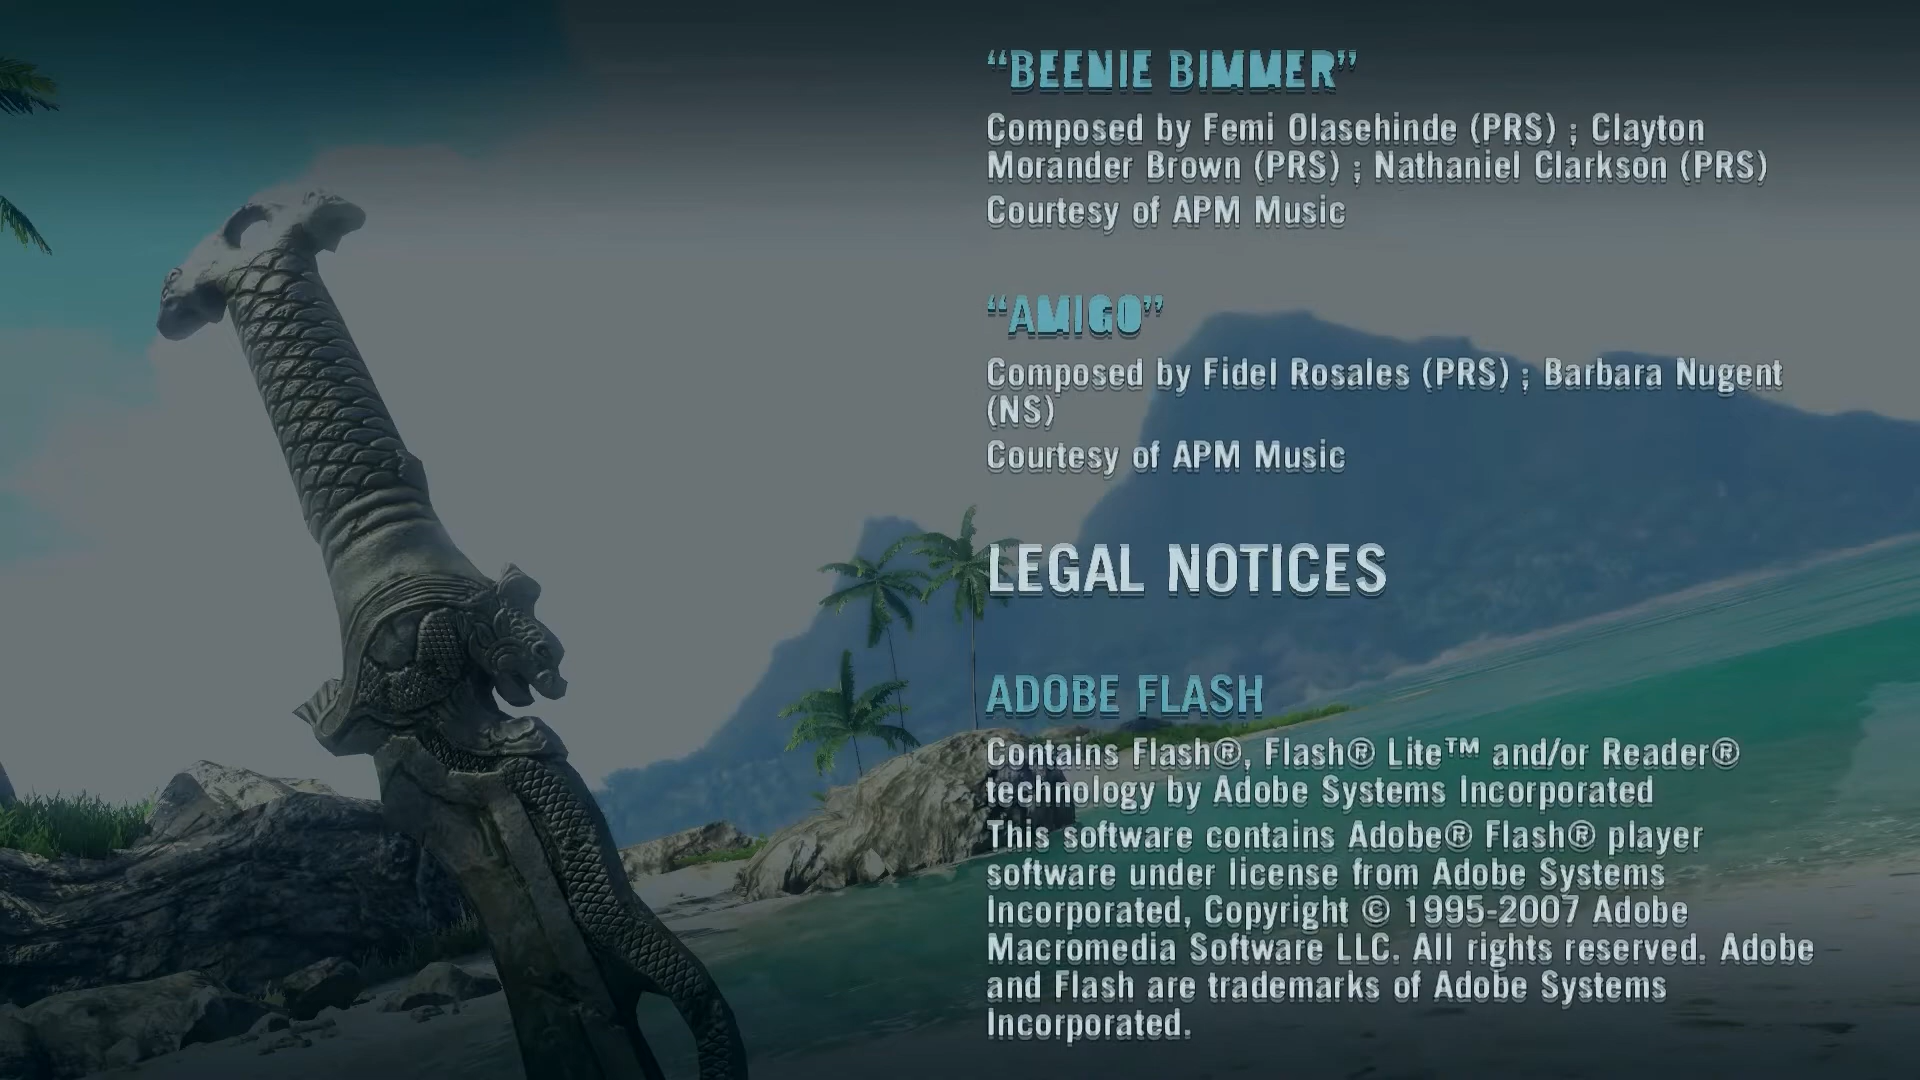 “BEENIE BIMMER”
Composed by Femi Olasehinde (PRS) ; Clayton
Morander Brown (PRS) ; Nathaniel Clarkson (PRS)
Courtesy of APM Music
“AMIGO”
Composed by Fidel Rosales (PRS) ; Barbara Nugent
(NS)
Courtesy of APM Music
LEGAL NOTICES
ADOBE FLASH
Contains Flash®, Flash® Lite™ and/or Reader®
technology by Adobe Systems Incorporated
This software contains Adobe® Flash® player
software under license from Adobe Systems
Incorporated, Copyright © 1995-2007 Adobe
Macromedia Software LLC. All rights reserved. Adobe
and Flash are trademarks of Adobe Systems
Incorporated.